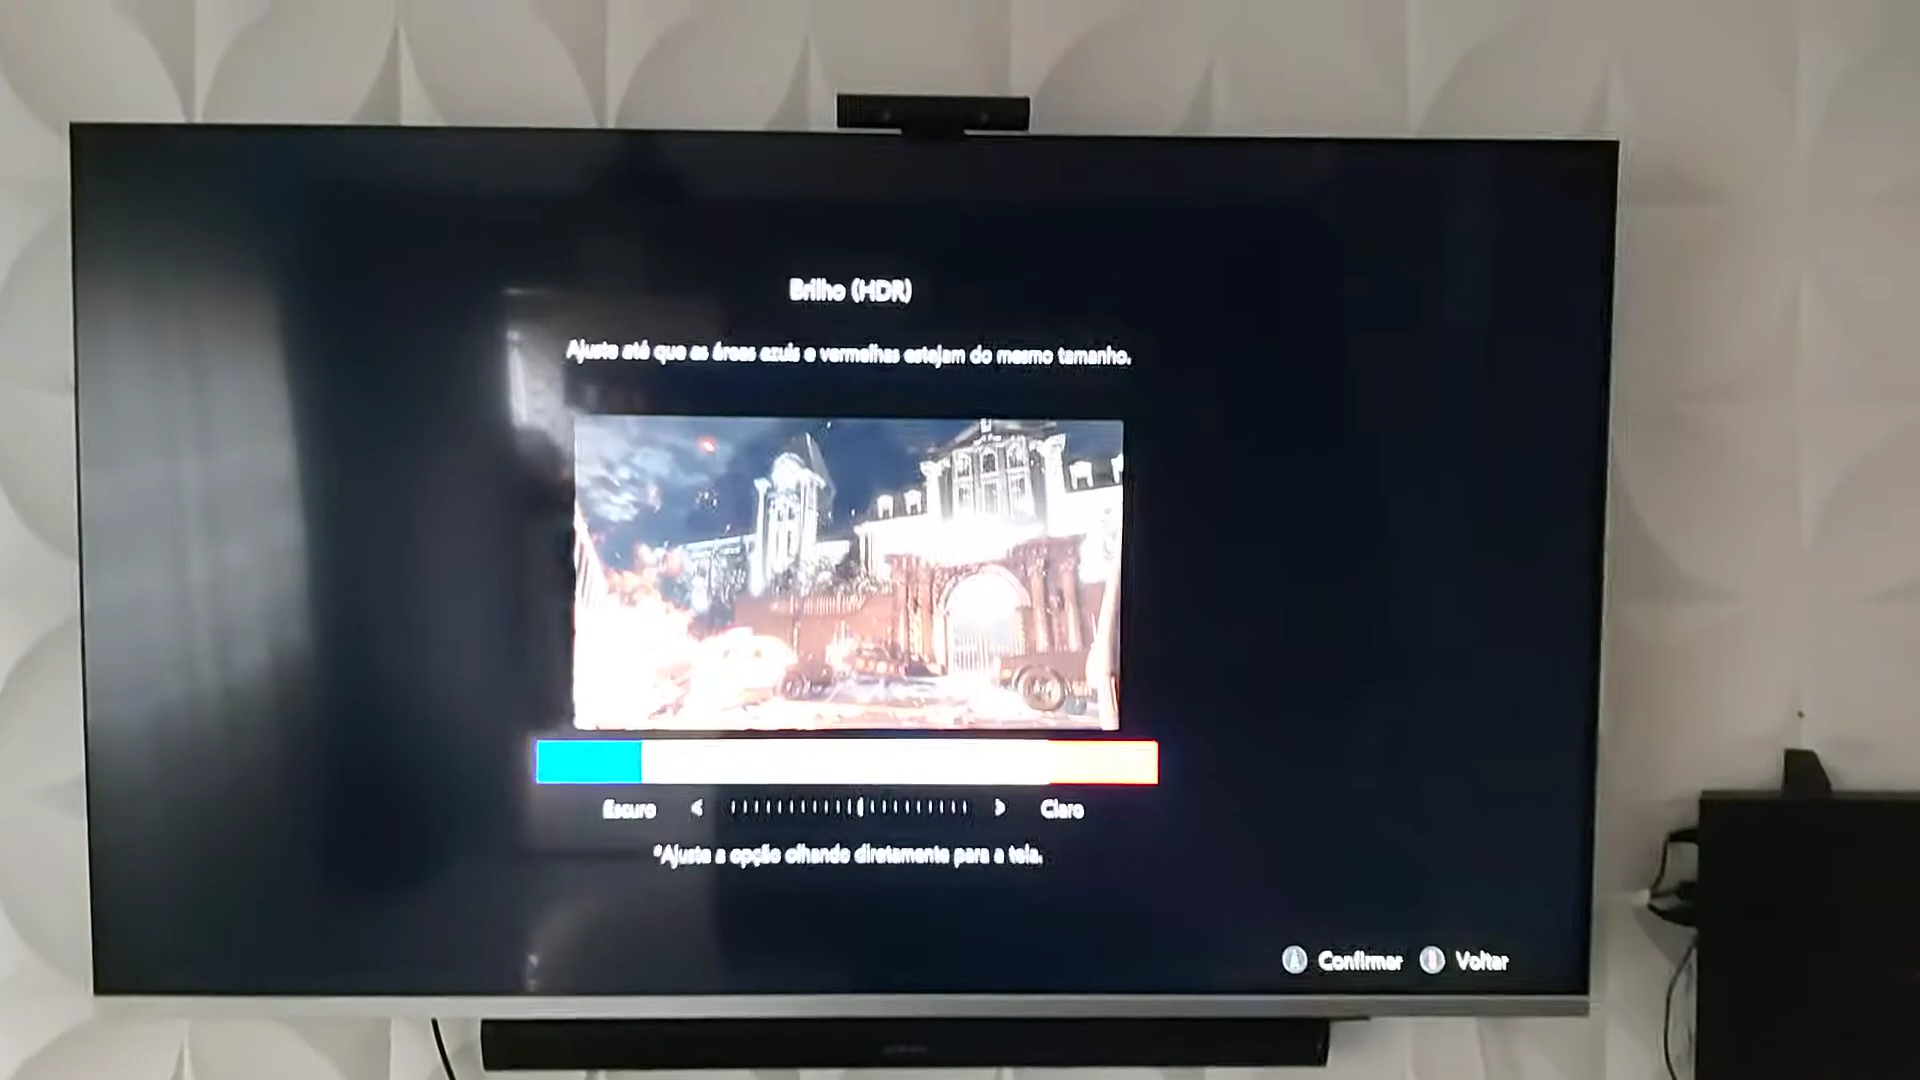 Brilho (HDR)
Ajuste até que as áreas azuis e vermelhas estejam do mesmo tamanho.
Escuro < > Claro
*Ajuste a opção olhando diretamente para a tela.
A Confirmar Voltar